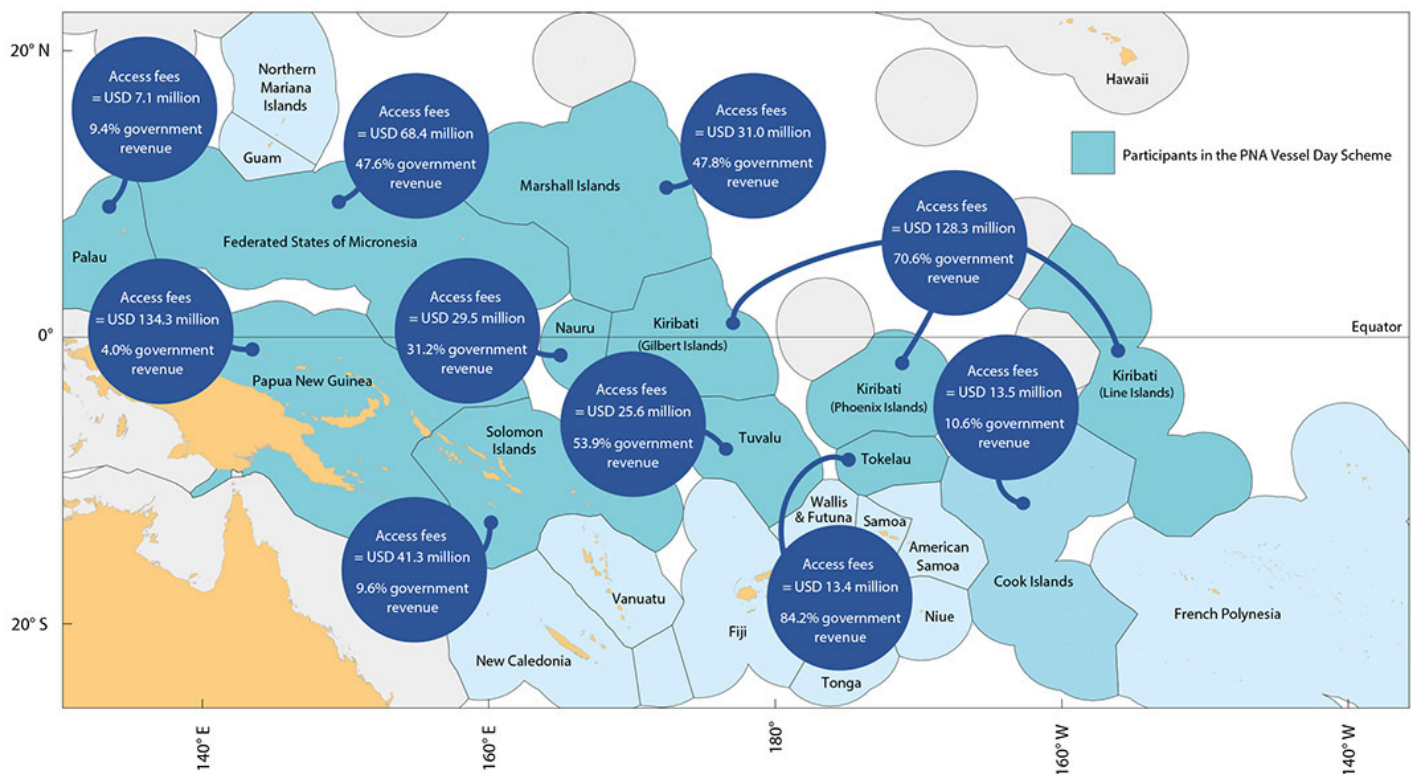 20° N
0°
20° S
Access fees
= USD 7.1 million
9.4% government
revenue
Northern
Mariana
Islands
Guam
Access fees
= USD 68.4 million
47.6% government
revenue
Access fees
= USD 31.0 million
47.8% government
revenue
Hawaii
Participants in the PNA Vessel Day Scheme
Marshall Islands
Federated States of Micronesia
Palau
Access fees
= USD 128.3 million
70.6% government
revenue
Access fees
= USD 134.3 million
4.0% government
revenue
Access fees
= USD 29.5 million
31.2% government
revenue
Nauru
Kiribati
(Gilbert Islands)
Equator
Papua New Guinea
Access fees
= USD 25.6 million
53.9% government
revenue
Kiribati
(Phoenix Islands)
Access fees
= USD 13.5 million
10.6% government
revenue
Kiribati
(Line Islands)
Solomon
Islands
Tuvalu
Tokelau
Wallis
& Futuna
Samoa
American
Samoa
Access fees
= USD 41.3 million
9.6% government
revenue
Access fees
= USD 13.4 million
84.2% government
revenue
Cook Islands
Vanuatu
Fiji
Niue
French Polynesia
New Caledonia
Tonga
140° E
160° E
180°
160° W
140° W